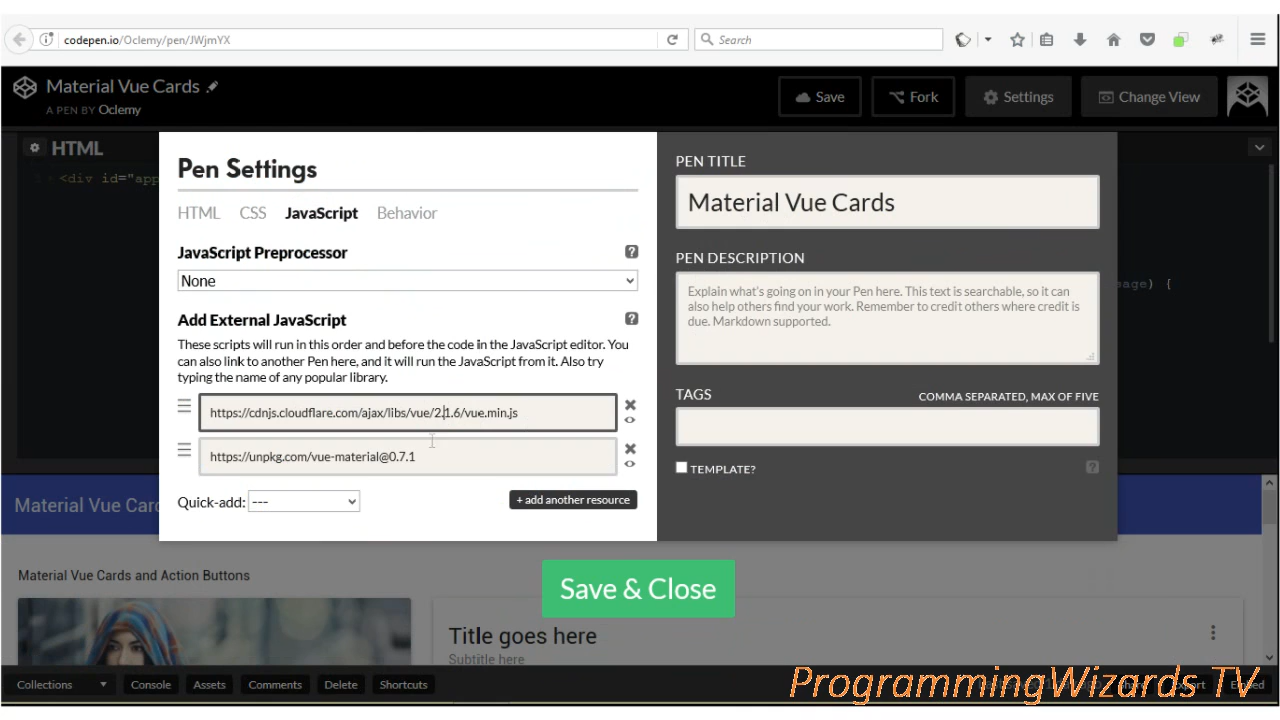 codepen.io/Oclemy/pen/JWjmYX
Search
Material Vue Cards
A PEN BY Oclemy
Save
Fork
Settings
Change View
HTML
<div id="app
age) {
Pen Settings
HTML CSS JavaScript Behavior
JavaScript Preprocessor
None
Add External JavaScript
These scripts will run in this order and before the code in the JavaScript editor. You
can also link to another Pen here, and it will run the JavaScript from it. Also try
typing the name of any popular library.
https://cdnjs.cloudflare.com/ajax/libs/vue/2.1.6/vue.min.js
https://unpkg.com/vue-material@0.7.1
Quick-add: ---
+ add another resource
PEN TITLE
Material Vue Cards
PEN DESCRIPTION
Explain what's going on in your Pen here. This text is searchable, so it can
also help others find your work. Remember to credit others where credit is
due. Markdown supported.
TAGS
COMMA SEPARATED, MAX OF FIVE
TEMPLATE?
Save & Close
Material Vue Car
Material Vue Cards and Action Buttons
Title goes here
Subtitle here
Collections Console Assets Comments Delete Shortcuts
ProgrammingWizards TV